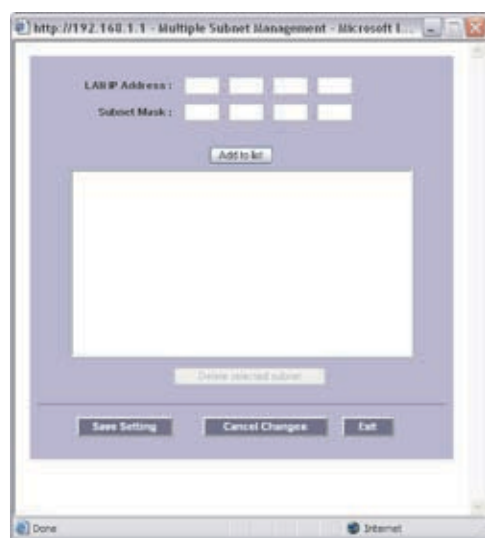 http://192.168.1.1 - Multiple Subnet Management - Microsoft I...
LAN IP Address :
Subnet Mask :
Add to list
Delete selected subnet
Save Setting
Cancel Changes
Exit
Done
Internet